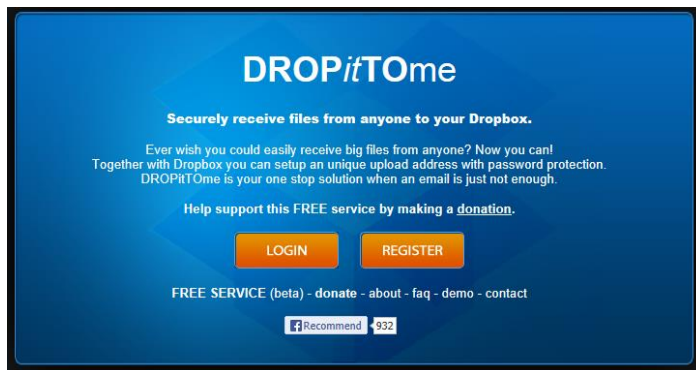 DROPitTOme
Securely receive files from anyone to your Dropbox.
Ever wish you could easily receive big files from anyone? Now you can!
Together with Dropbox you can setup an unique upload address with password protection.
DROPitTOme is your one stop solution when an email is just not enough.
Help support this FREE service by making a donation.
LOGIN REGISTER
FREE SERVICE (beta) - donate - about - faq - demo - contact
Recommend 932